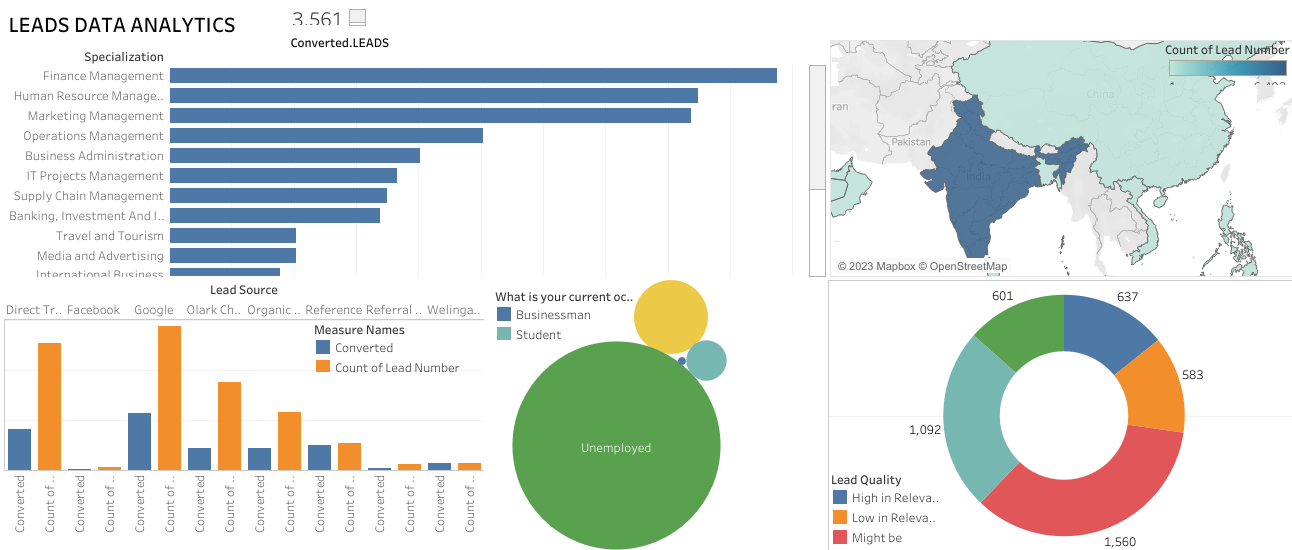 LEADS DATA ANALYTICS
3,561
Converted.LEADS
Specialization
Finance Management
Human Resource Manage..
Marketing Management
Operations Management
Business Administration
IT Projects Management
Supply Chain Management
Banking, Investment And I..
Travel and Tourism
Media and Advertising
International Business
Count of Lead Number
China
ran
Pakistan
India
© 2023 Mapbox © OpenStreetMap
Lead Source
Direct Tr.. Facebook Google Olark Ch.. Organic .. Reference Referral .. Welinga..
Measure Names
Converted
Count of Lead Number
Converted Count of .. Converted Count of .. Converted Count of .. Converted Count of .. Converted Count of .. Converted Count of .. Converted Count of .. Converted Count of ..
What is your current oc..
Businessman
Student
Unemployed
601
637
583
1,092
1,560
Lead Quality
High in Releva..
Low in Releva..
Might be